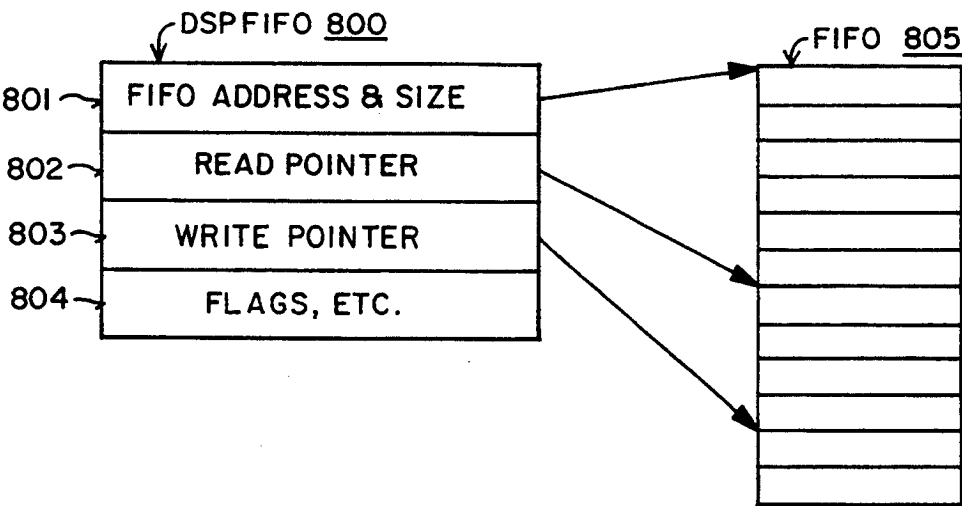 DSPFIFO 800
FIFO 805
801 FIFO ADDRESS & SIZE
802 READ POINTER
803 WRITE POINTER
804 FLAGS, ETC.